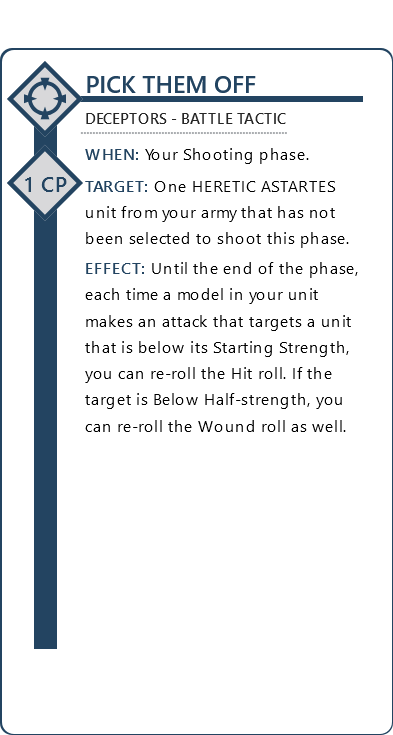 PICK THEM OFF
DECEPTORS - BATTLE TACTIC
WHEN: Your Shooting phase.
1 CP
TARGET: One HERETIC ASTARTES
unit from your army that has not
been selected to shoot this phase.
EFFECT: Until the end of the phase,
each time a model in your unit
makes an attack that targets a unit
that is below its Starting Strength,
you can re-roll the Hit roll. If the
target is Below Half-strength, you
can re-roll the Wound roll as well.